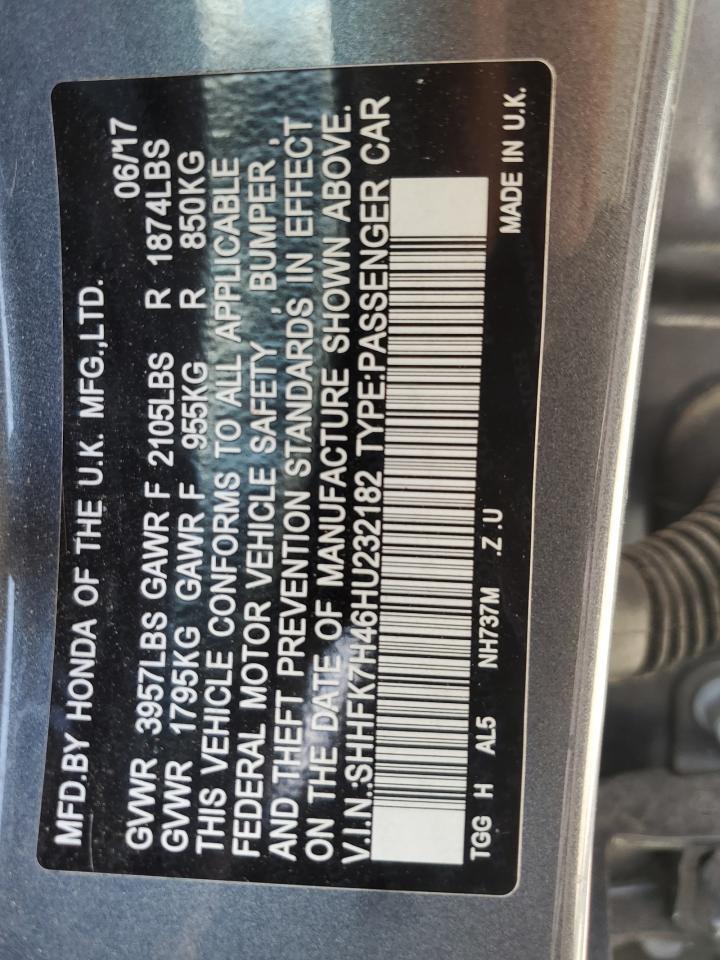 MFD.BY HONDA OF THE U.K. MFG.,LTD. 06/17
GVWR 3957LBS GAWR F 2105LBS R 1874LBS
GVWR 1795KG GAWR F 955KG R 850KG
THIS VEHICLE CONFORMS TO ALL APPLICABLE
FEDERAL MOTOR VEHICLE SAFETY , BUMPER ,
AND THEFT PREVENTION STANDARDS IN EFFECT
ON THE DATE OF MANUFACTURE SHOWN ABOVE.
V.I.N.:SHHFK7H46HU232182 TYPE:PASSENGER CAR
TGG H AL5 NH737M .Z .U MADE IN U.K.